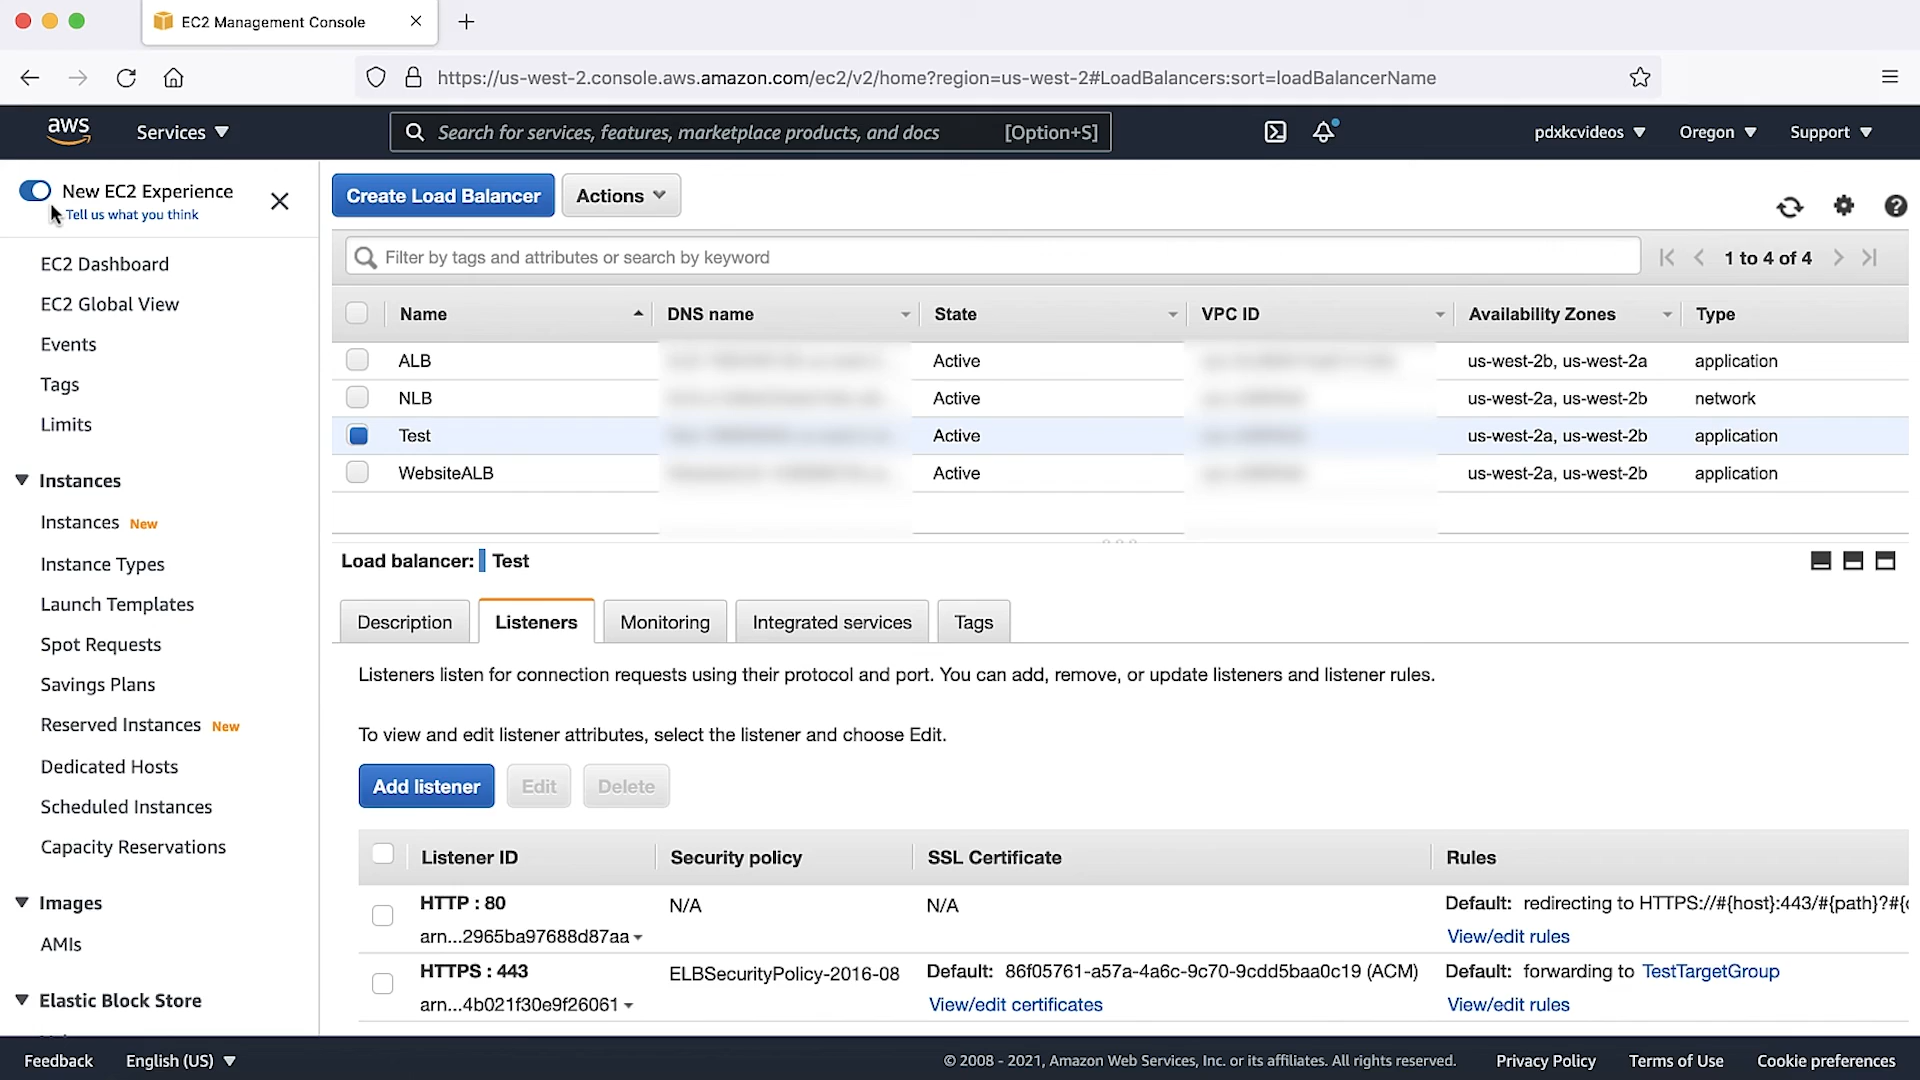 EC2 Management Console
https://us-west-2.console.aws.amazon.com/ec2/v2/home?region=us-west-2#LoadBalancers:sort=loadBalancerName
aws Services Search for services, features, marketplace products, and docs [Option+S] pdxkcvideos Oregon Support
New EC2 Experience
Tell us what you think
EC2 Dashboard
EC2 Global View
Events
Tags
Limits
Instances
Instances New
Instance Types
Launch Templates
Spot Requests
Savings Plans
Reserved Instances New
Dedicated Hosts
Scheduled Instances
Capacity Reservations
Images
AMIs
Elastic Block Store
Create Load Balancer Actions
Filter by tags and attributes or search by keyword 1 to 4 of 4
Name DNS name State VPC ID Availability Zones Type
ALB Active us-west-2b, us-west-2a application
NLB Active us-west-2a, us-west-2b network
Test Active us-west-2a, us-west-2b application
WebsiteALB Active us-west-2a, us-west-2b application
Load balancer: Test
Description Listeners Monitoring Integrated services Tags
Listeners listen for connection requests using their protocol and port. You can add, remove, or update listeners and listener rules.
To view and edit listener attributes, select the listener and choose Edit.
Add listener Edit Delete
Listener ID Security policy SSL Certificate Rules
HTTP : 80 N/A N/A Default: redirecting to HTTPS://#{host}:443/#{path}?#{
arn...2965ba97688d87aa View/edit rules
HTTPS : 443 ELBSecurityPolicy-2016-08 Default: 86f05761-a57a-4a6c-9c70-9cdd5baa0c19 (ACM) Default: forwarding to TestTargetGroup
arn...4b021f30e9f26061 View/edit certificates View/edit rules
Feedback English (US) © 2008 - 2021, Amazon Web Services, Inc. or its affiliates. All rights reserved. Privacy Policy Terms of Use Cookie preferences